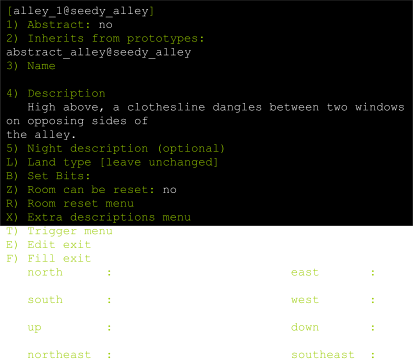 [alley_1@seedy_alley]
1) Abstract: no
2) Inherits from prototypes:
abstract_alley@seedy_alley
3) Name
4) Description
High above, a clothesline dangles between two windows
on opposing sides of
the alley.
5) Night description (optional)
L) Land type [leave unchanged]
B) Set Bits:
Z) Room can be reset: no
R) Room reset menu
X) Extra descriptions menu
T) Trigger menu
E) Edit exit
F) Fill exit
north : east :
south : west :
up : down :
northeast : southeast :